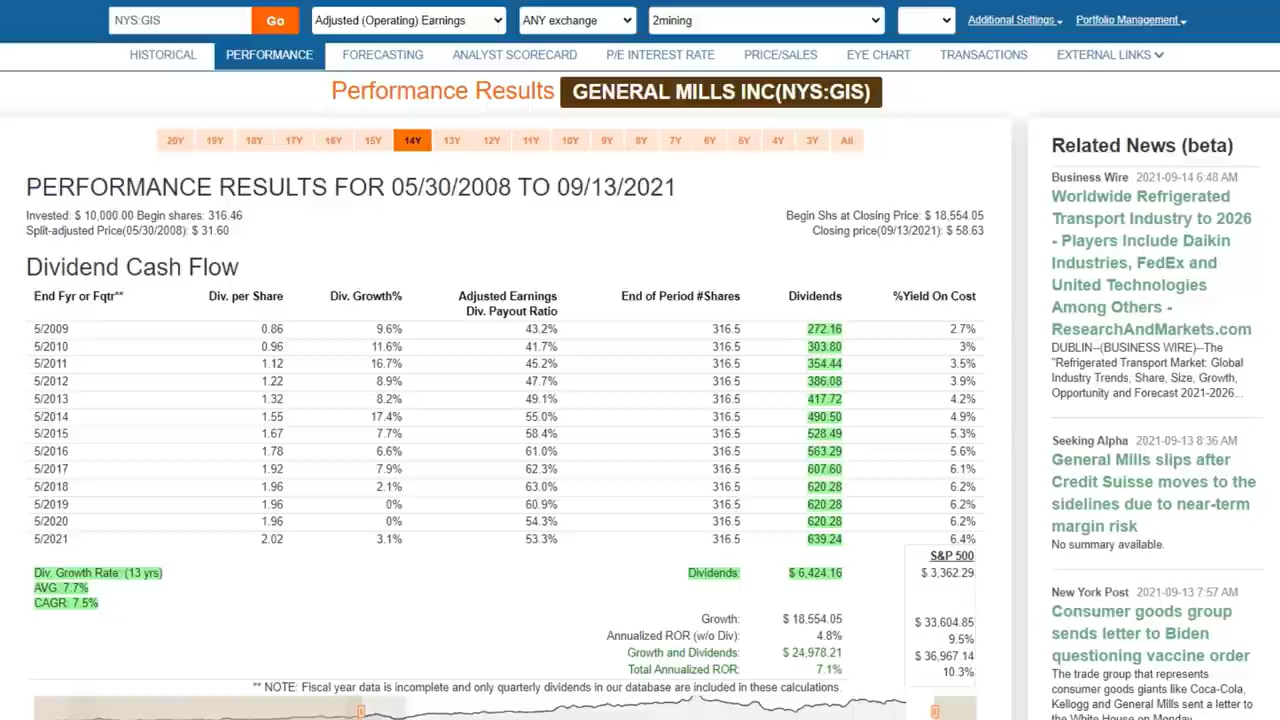 NYS:GIS Go Adjusted (Operating) Earnings ANY exchange 2mining Additional Settings Portfolio Management
HISTORICAL PERFORMANCE FORECASTING ANALYST SCORECARD P/E INTEREST RATE PRICE/SALES EYE CHART TRANSACTIONS EXTERNAL LINKS
Performance Results GENERAL MILLS INC(NYS:GIS)
20Y 19Y 18Y 17Y 16Y 15Y 14Y 13Y 12Y 11Y 10Y 9Y 8Y 7Y 6Y 5Y 4Y 3Y All
PERFORMANCE RESULTS FOR 05/30/2008 TO 09/13/2021
Invested: $ 10,000.00 Begin shares: 316.46 Begin Shs at Closing Price: $ 18,554.05
Split-adjusted Price(05/30/2008): $ 31.60 Closing price(09/13/2021): $ 58.63
Dividend Cash Flow
End Fyr or Fqtr** Div. per Share Div. Growth% Adjusted Earnings End of Period #Shares Dividends %Yield On Cost
Div. Payout Ratio
5/2009 0.86 9.6% 43.2% 316.5 272.16 2.7%
5/2010 0.96 11.6% 41.7% 316.5 303.80 3%
5/2011 1.12 16.7% 45.2% 316.5 354.44 3.5%
5/2012 1.22 8.9% 47.7% 316.5 386.08 3.9%
5/2013 1.32 8.2% 49.1% 316.5 417.72 4.2%
5/2014 1.55 17.4% 55.0% 316.5 490.50 4.9%
5/2015 1.67 7.7% 58.4% 316.5 528.49 5.3%
5/2016 1.78 6.6% 61.0% 316.5 563.29 5.6%
5/2017 1.92 7.9% 62.3% 316.5 607.60 6.1%
5/2018 1.96 2.1% 63.0% 316.5 620.28 6.2%
5/2019 1.96 0% 60.9% 316.5 620.28 6.2%
5/2020 1.96 0% 54.3% 316.5 620.28 6.2%
5/2021 2.02 3.1% 53.3% 316.5 639.24 6.4%
S&P 500
Div. Growth Rate: (13 yrs) Dividends: $ 6,424.16 $ 3,362.29
AVG: 7.7%
CAGR: 7.5%
Growth: $ 18,554.05 $ 33,604.85
Annualized ROR (w/o Div): 4.8% 9.5%
Growth and Dividends: $ 24,978.21 $ 36,967.14
Total Annualized ROR: 7.1% 10.3%
** NOTE: Fiscal year data is incomplete and only quarterly dividends in our database are included in these calculations.
Related News (beta)
Business Wire 2021-09-14 6:48 AM
Worldwide Refrigerated
Transport Industry to 2026
- Players Include Daikin
Industries, FedEx and
United Technologies
Among Others -
ResearchAndMarkets.com
DUBLIN--(BUSINESS WIRE)--The
"Refrigerated Transport Market: Global
Industry Trends, Share, Size, Growth,
Opportunity and Forecast 2021-2026...
Seeking Alpha 2021-09-13 8:36 AM
General Mills slips after
Credit Suisse moves to the
sidelines due to near-term
margin risk
No summary available.
New York Post 2021-09-13 7:57 AM
Consumer goods group
sends letter to Biden
questioning vaccine order
The trade group that represents
consumer goods giants like Coca-Cola,
Kellogg and General Mills sent a letter to
the White House on Monday